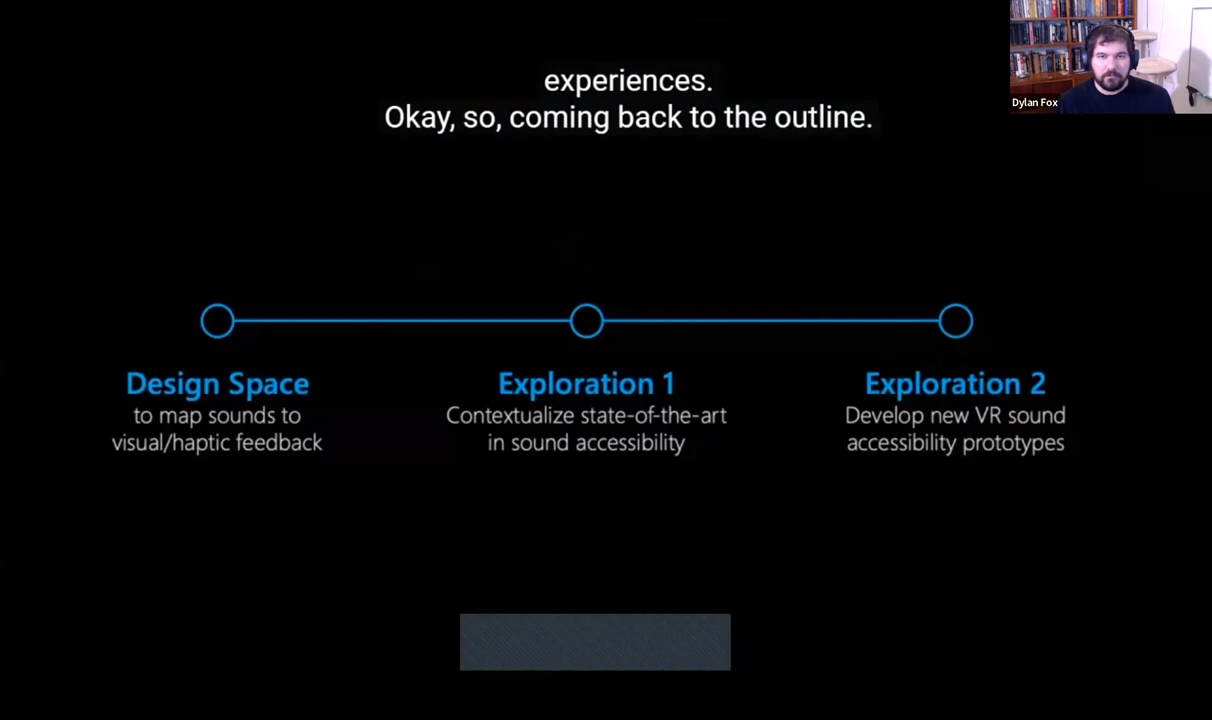 experiences.
Okay, so, coming back to the outline.
Dylan Fox
Design Space
to map sounds to
visual/haptic feedback
Exploration 1
Contextualize state-of-the-art
in sound accessibility
Exploration 2
Develop new VR sound
accessibility prototypes